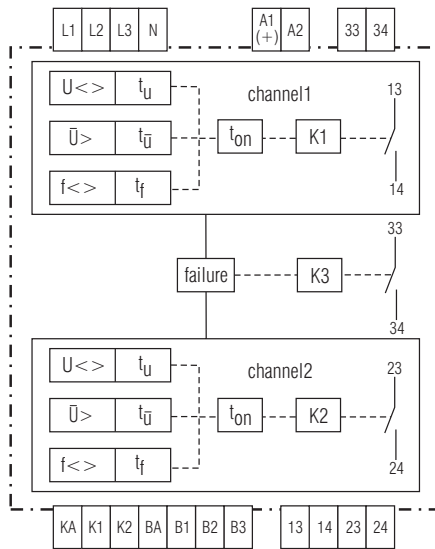 L1 L2 L3 N A1 (+) A2 33 34
channel1
U<> tu
Ū> tū
f<> tf
ton K1
13
14
failure K3
33
34
channel2
U<> tu
Ū> tū
f<> tf
ton K2
23
24
KA K1 K2 BA B1 B2 B3 13 14 23 24